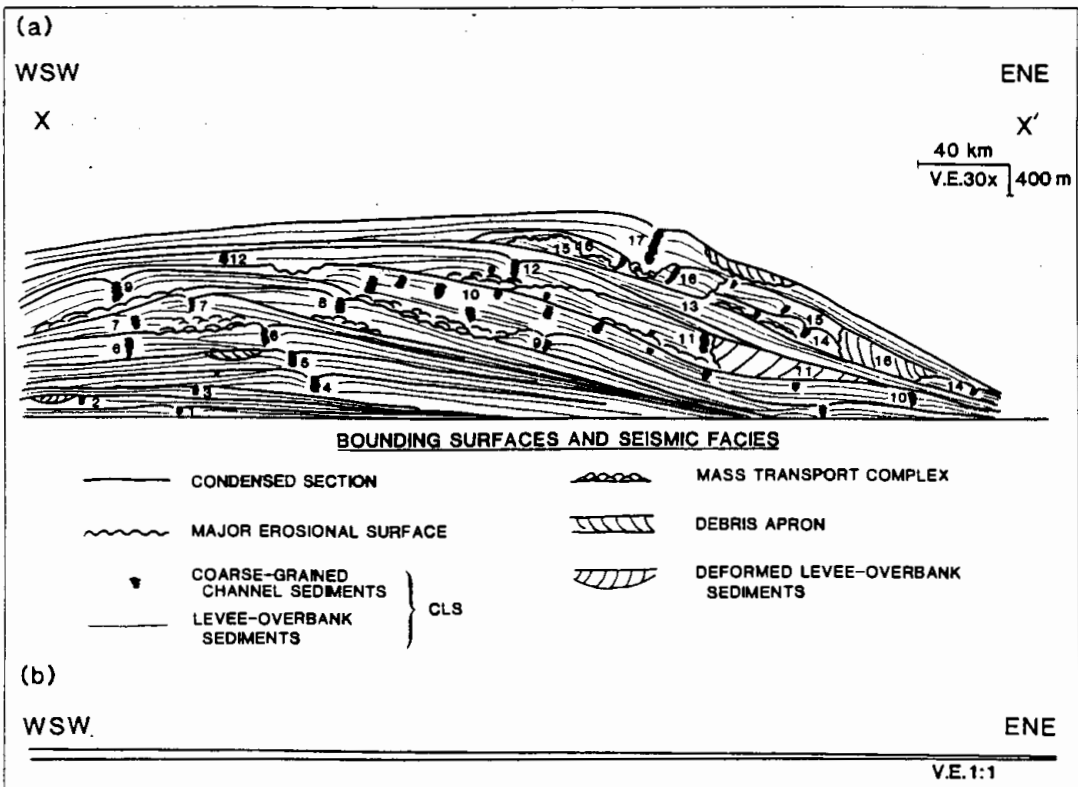 (a)
WSW ENE
X X′
40 km
V.E.30x 400 m
17
15 16
12
12
16
9
10
13
7
8
15
7
11
14
6
9
6
11
16
5
14
4
3
10
2
1
BOUNDING SURFACES AND SEISMIC FACIES
CONDENSED SECTION
MASS TRANSPORT COMPLEX
MAJOR EROSIONAL SURFACE
DEBRIS APRON
COARSE-GRAINED
CHANNEL SEDIMENTS
DEFORMED LEVEE-OVERBANK
SEDIMENTS
CLS
LEVEE-OVERBANK
SEDIMENTS
(b)
WSW. ENE
V.E.1:1